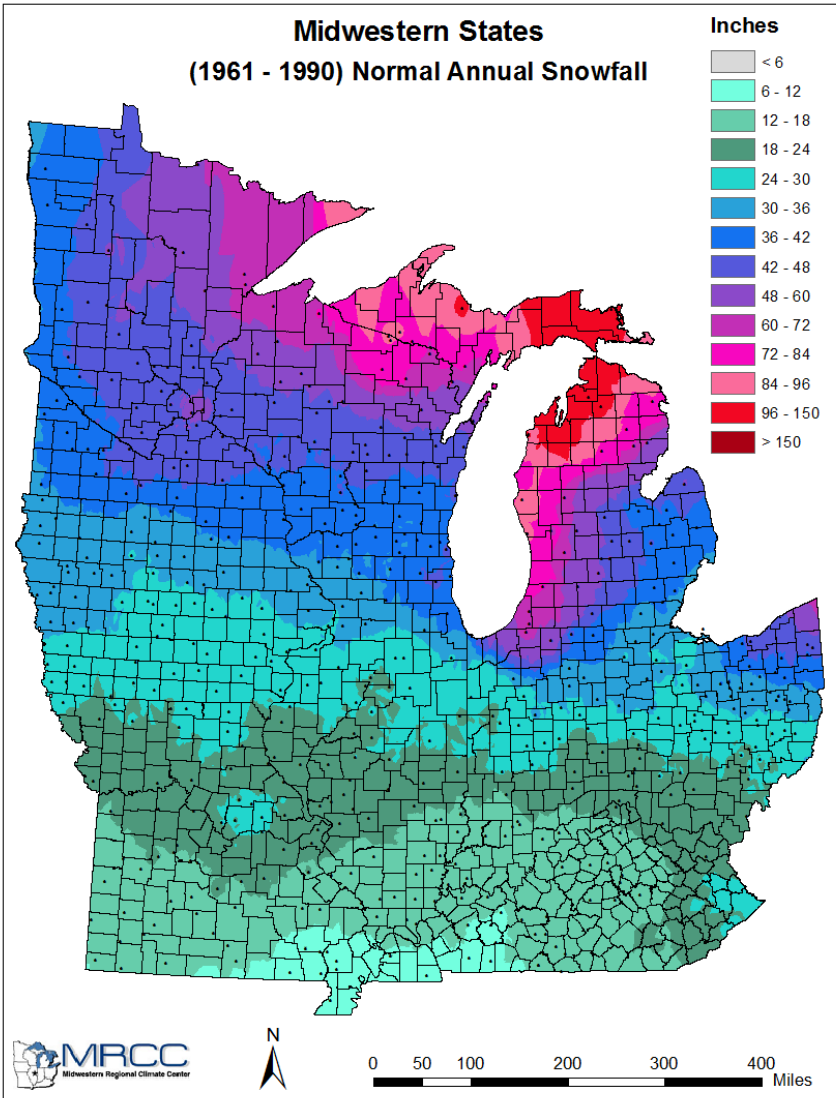 Midwestern States
(1961 - 1990) Normal Annual Snowfall
Inches
< 6
6 - 12
12 - 18
18 - 24
24 - 30
30 - 36
36 - 42
42 - 48
48 - 60
60 - 72
72 - 84
84 - 96
96 - 150
> 150
MRCC
Midwestern Regional Climate Center
N
0 50 100 200 300 400
Miles